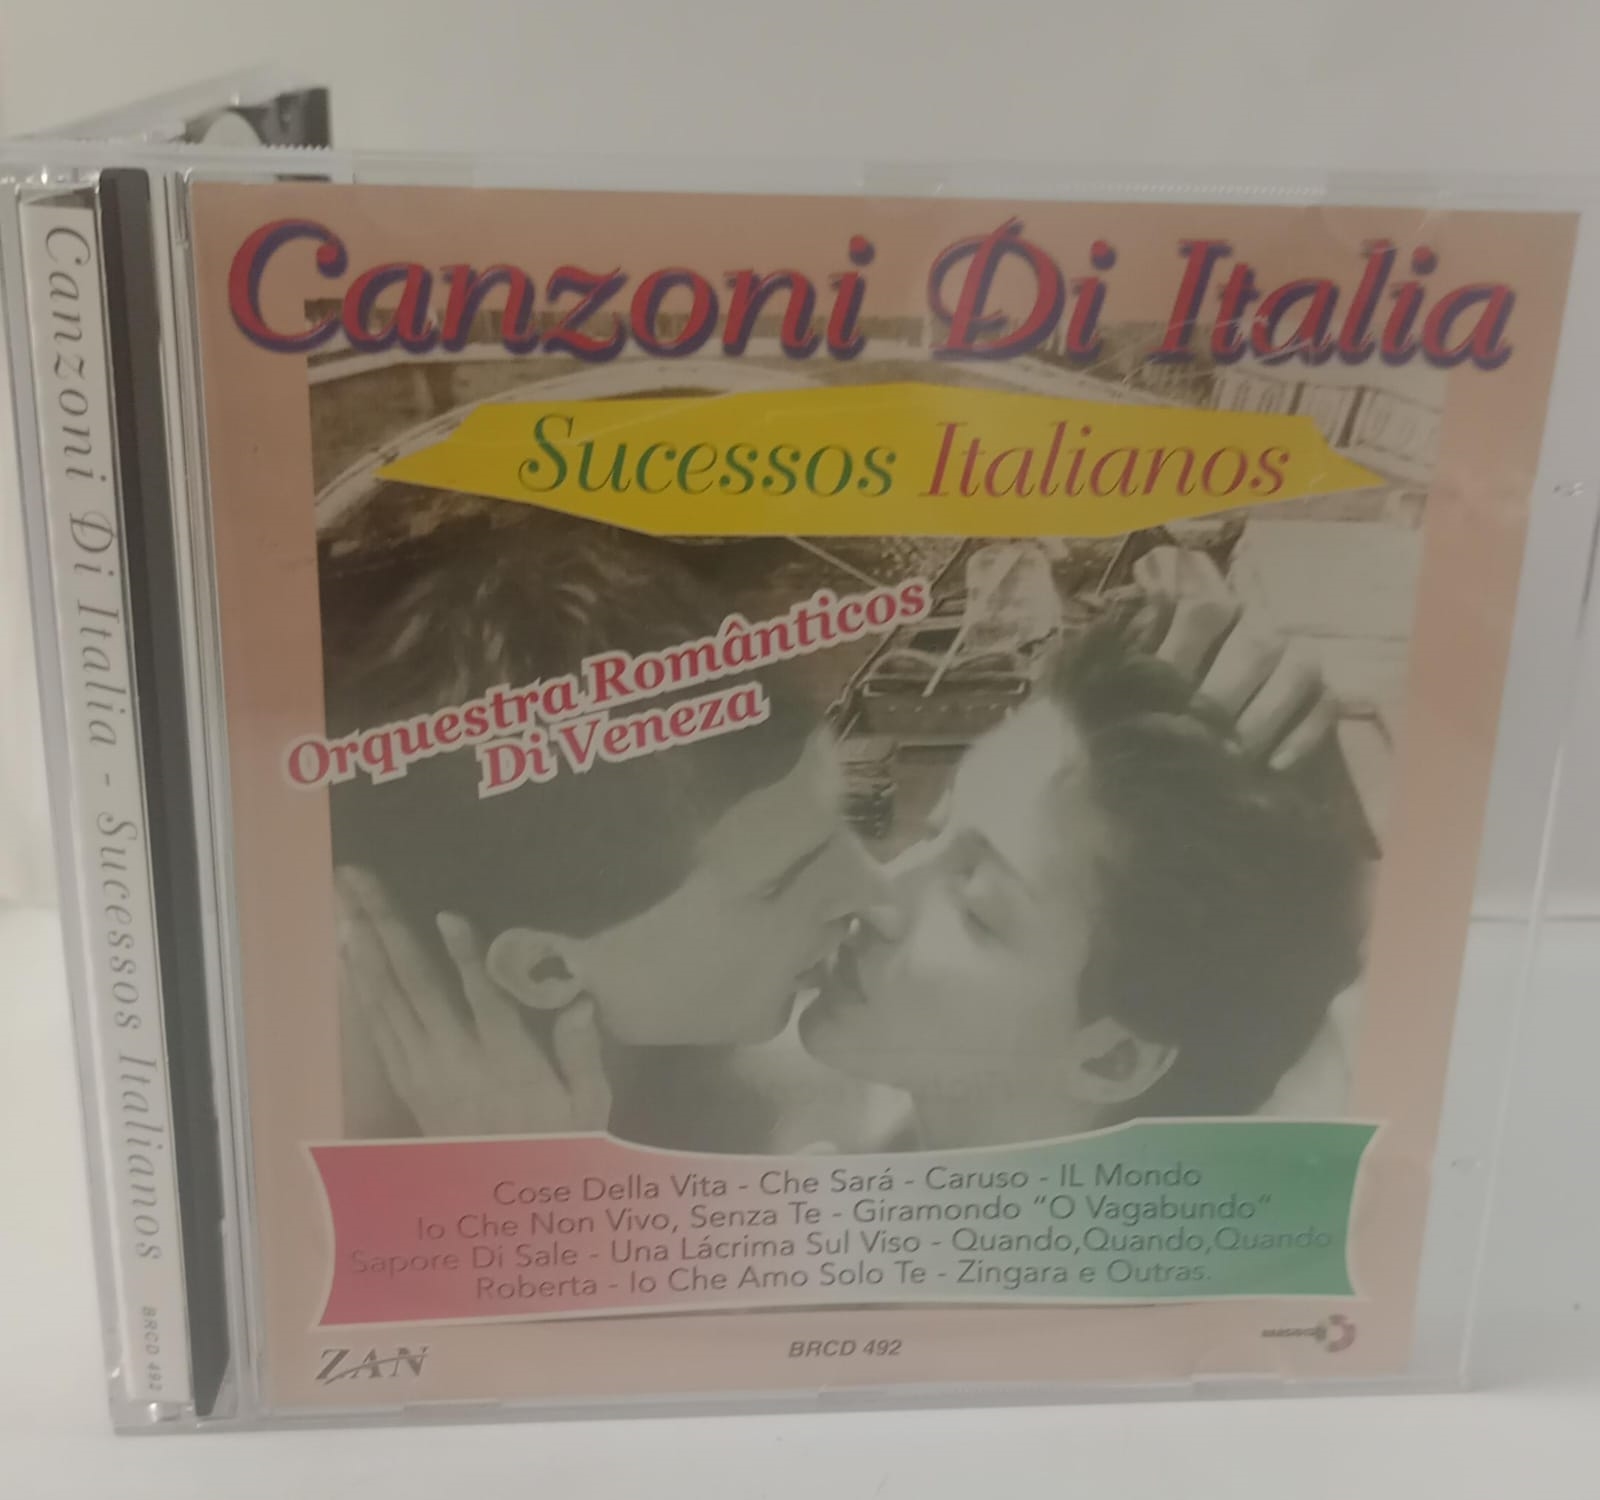 Canzoni Di Italia
Sucessos Italianos
Orquestra Românticos
Di Veneza
Cose Della Vita - Che Sará - Caruso - IL Mondo
Io Che Non Vivo, Senza Te - Giramondo "O Vagabundo"
Sapore Di Sale - Una Lácrima Sul Viso - Quando,Quando,Quando
Roberta - Io Che Amo Solo Te - Zingara e Outras.
ZAN
BRCD 492
Canzoni Di Italia - Sucessos Italianos BRCD 492